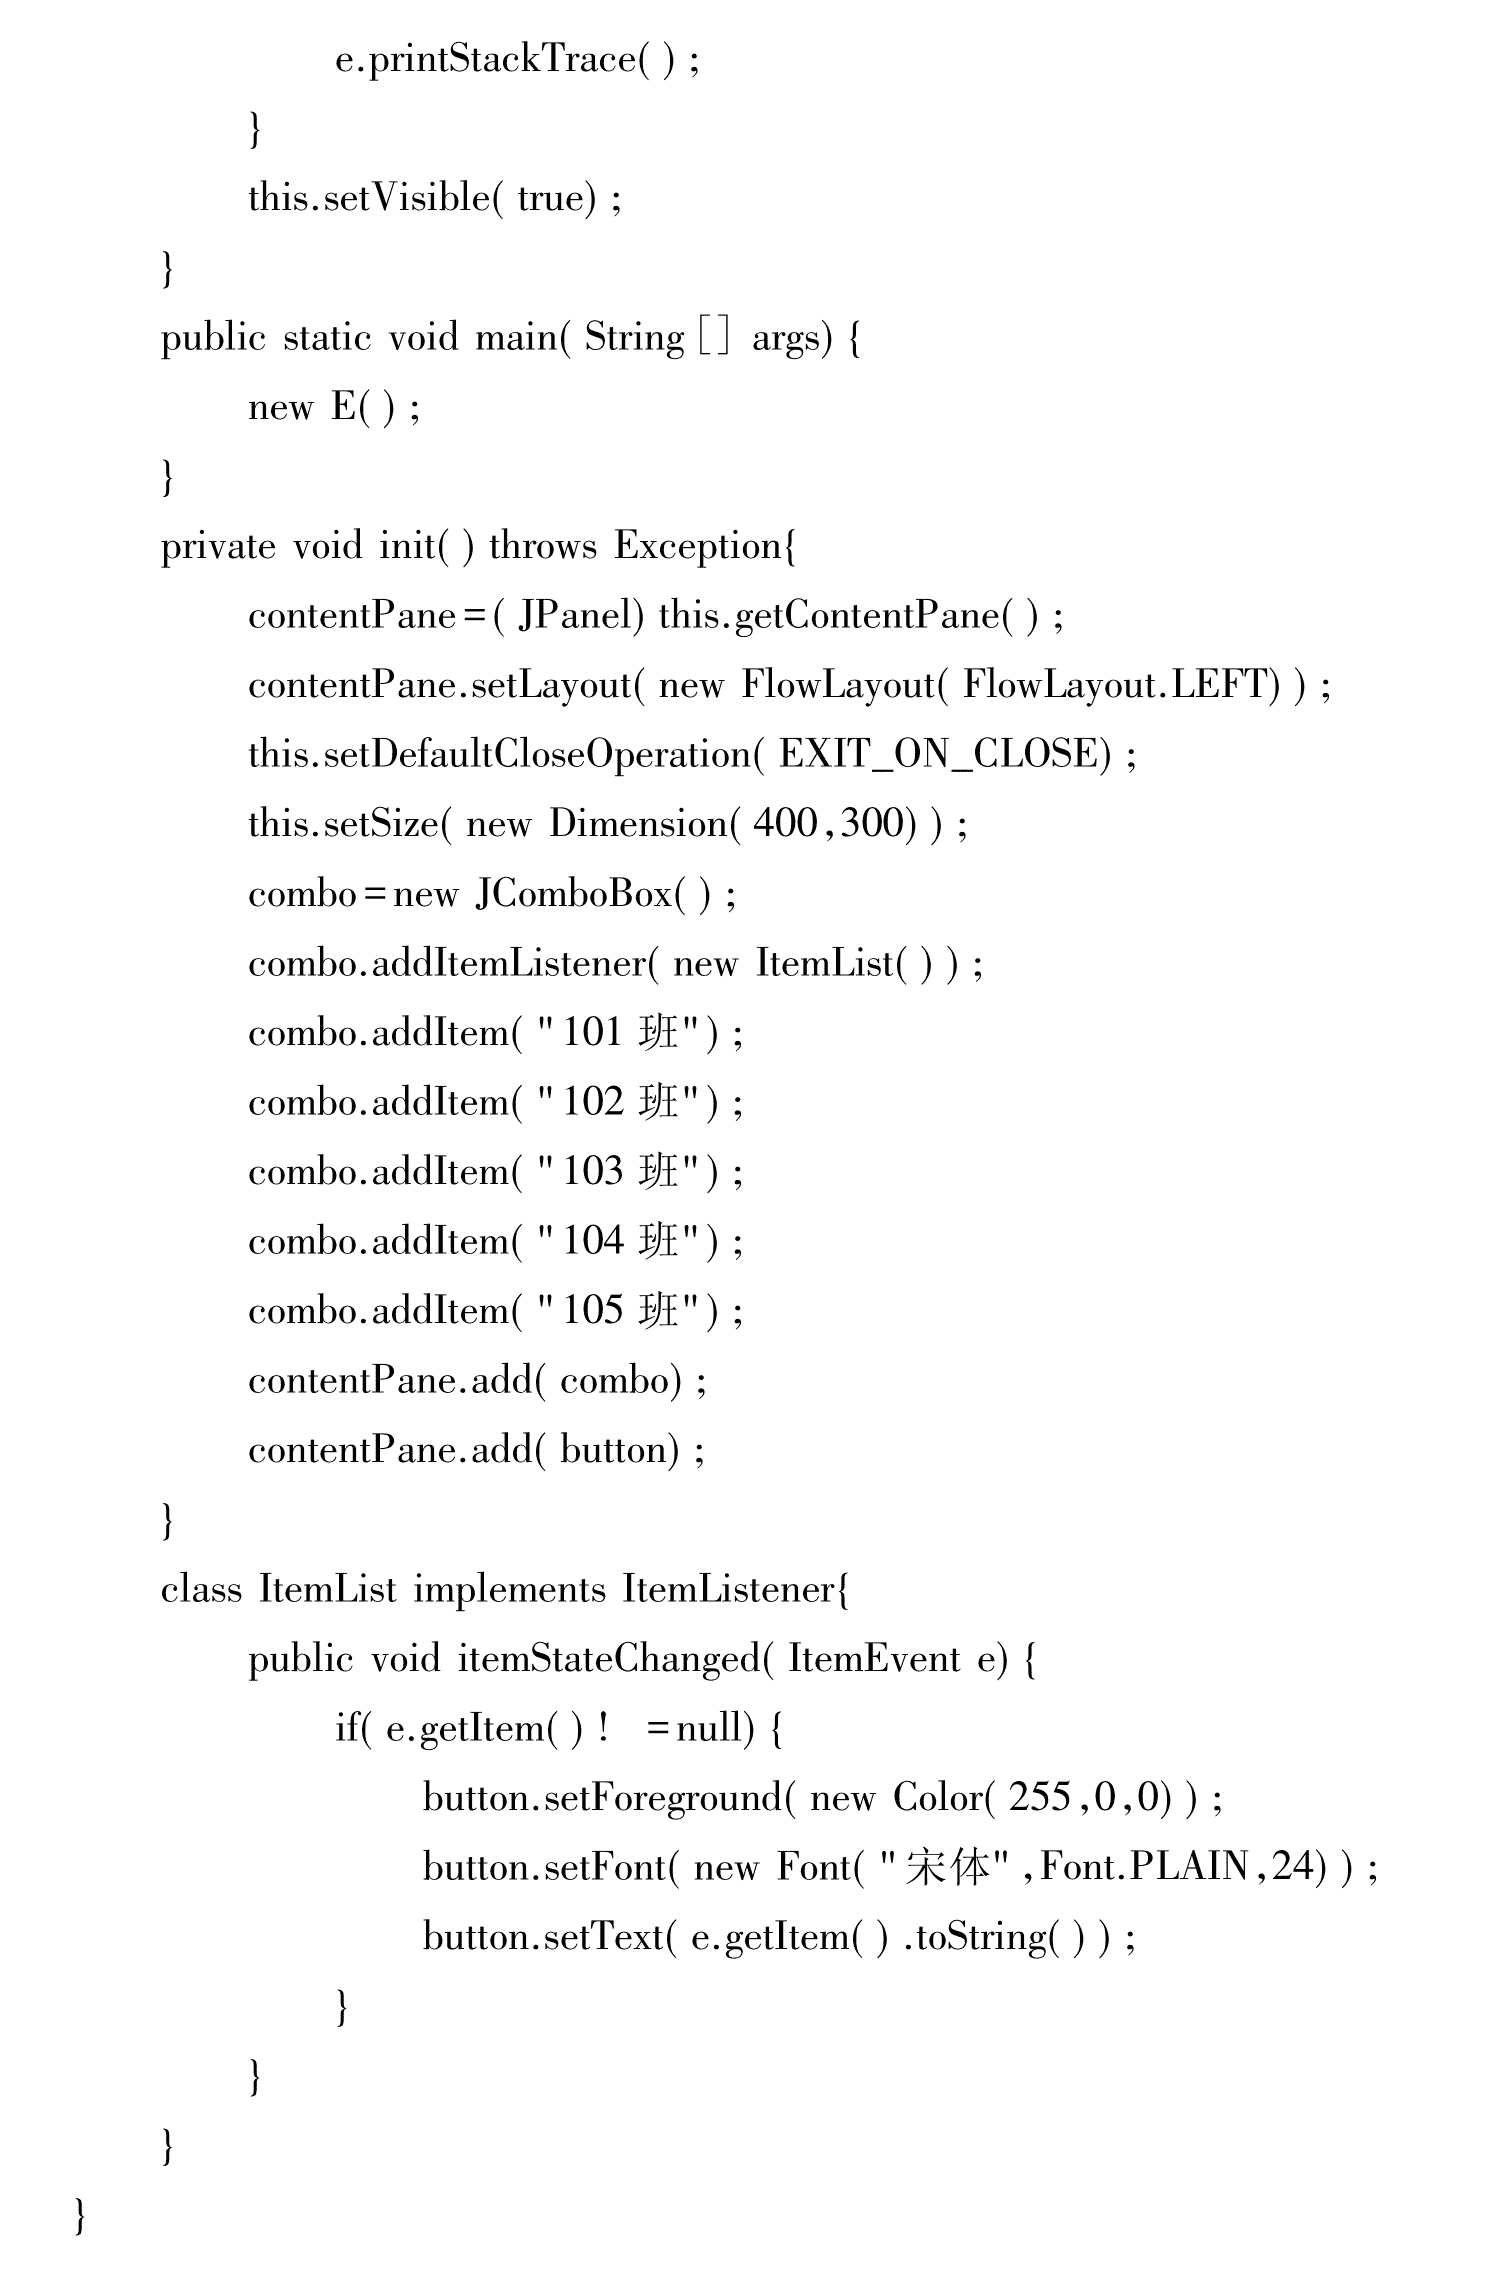 e.printStackTrace( ) ;
}
this.setVisible( true) ;
}
public static void main( String [ ] args) {
new E( ) ;
}
private void init( ) throws Exception{
contentPane=( JPanel) this.getContentPane( ) ;
contentPane.setLayout( new FlowLayout( FlowLayout.LEFT) ) ;
this.setDefaultCloseOperation( EXIT_ON_CLOSE) ;
this.setSize( new Dimension( 400,300) ) ;
combo=new JComboBox( ) ;
combo.addItemListener( new ItemList( ) ) ;
combo.addItem( "101 班") ;
combo.addItem( "102 班") ;
combo.addItem( "103 班") ;
combo.addItem( "104 班") ;
combo.addItem( "105 班") ;
contentPane.add( combo) ;
contentPane.add( button) ;
}
class ItemList implements ItemListener{
public void itemStateChanged( ItemEvent e) {
if( e.getItem( ) !  =null) {
button.setForeground( new Color( 255,0,0) ) ;
button.setFont( new Font( "宋体" ,Font.PLAIN,24) ) ;
button.setText( e.getItem( ) .toString( ) ) ;
}
}
}
}